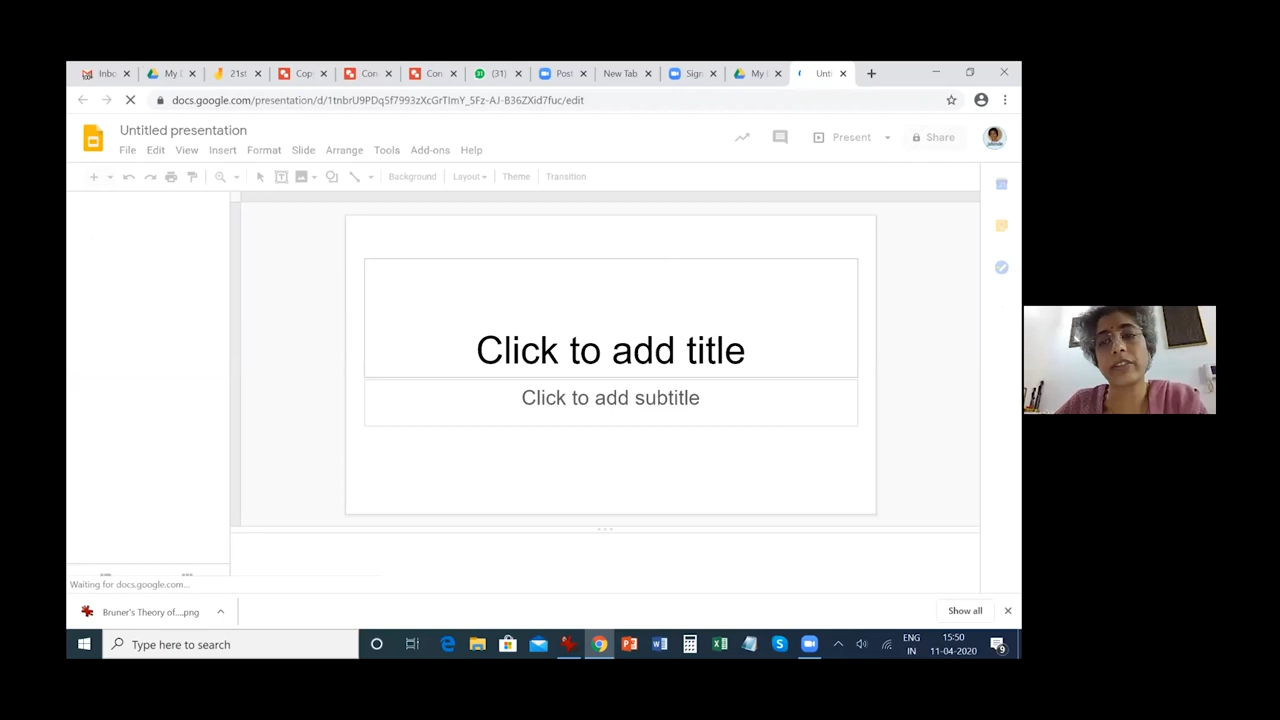 Inbo
My I
21st
Cop
Con
Con
(31)
Post
New Tab
Sign
My I
Unti
docs.google.com/presentation/d/1tnbrU9PDq5f7993zXcGrTImY_5Fz-AJ-B36ZXid7fuc/edit
Untitled presentation
Present
Share
File Edit View Insert Format Slide Arrange Tools Add-ons Help
Background Layout Theme Transition
Click to add title
Click to add subtitle
Waiting for docs.google.com...
Bruner's Theory of....png
Show all
Type here to search
ENG
IN
15:50
11-04-2020
9